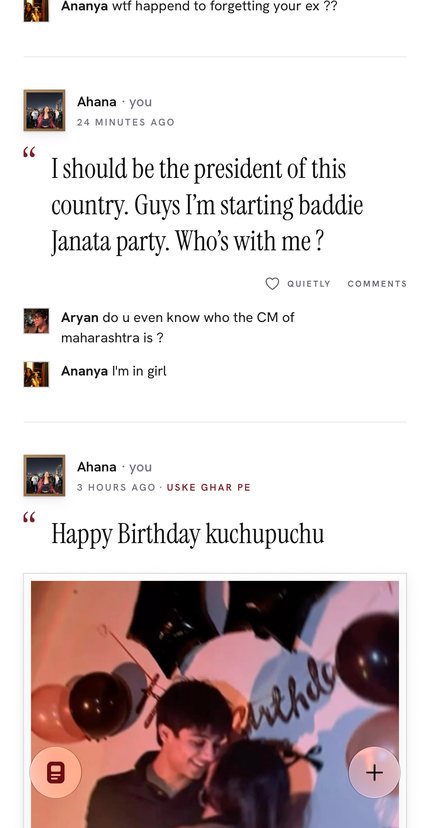 Ananya wtf happend to forgetting your ex ??
Ahana · you
24 MINUTES AGO
“
I should be the president of this
country. Guys I’m starting baddie
Janata party. Who’s with me ?
QUIETLY COMMENTS
Aryan do u even know who the CM of
maharashtra is ?
Ananya I'm in girl
Ahana · you
3 HOURS AGO · USKE GHAR PE
“
Happy Birthday kuchupuchu